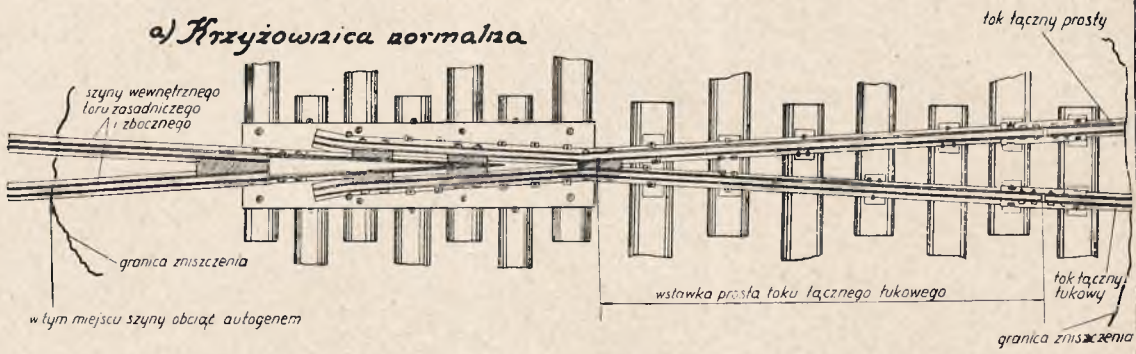 a) Krzyżownica normalna
tok łączny prosty
szyny wewnętrznego
toru zasadniczego
i zbocznego
granica zniszczenia
w tym miejscu szyny obciąć autogenem
wstawka prosta toku łącznego łukowego
tok łączny
łukowy
granica zniszczenia